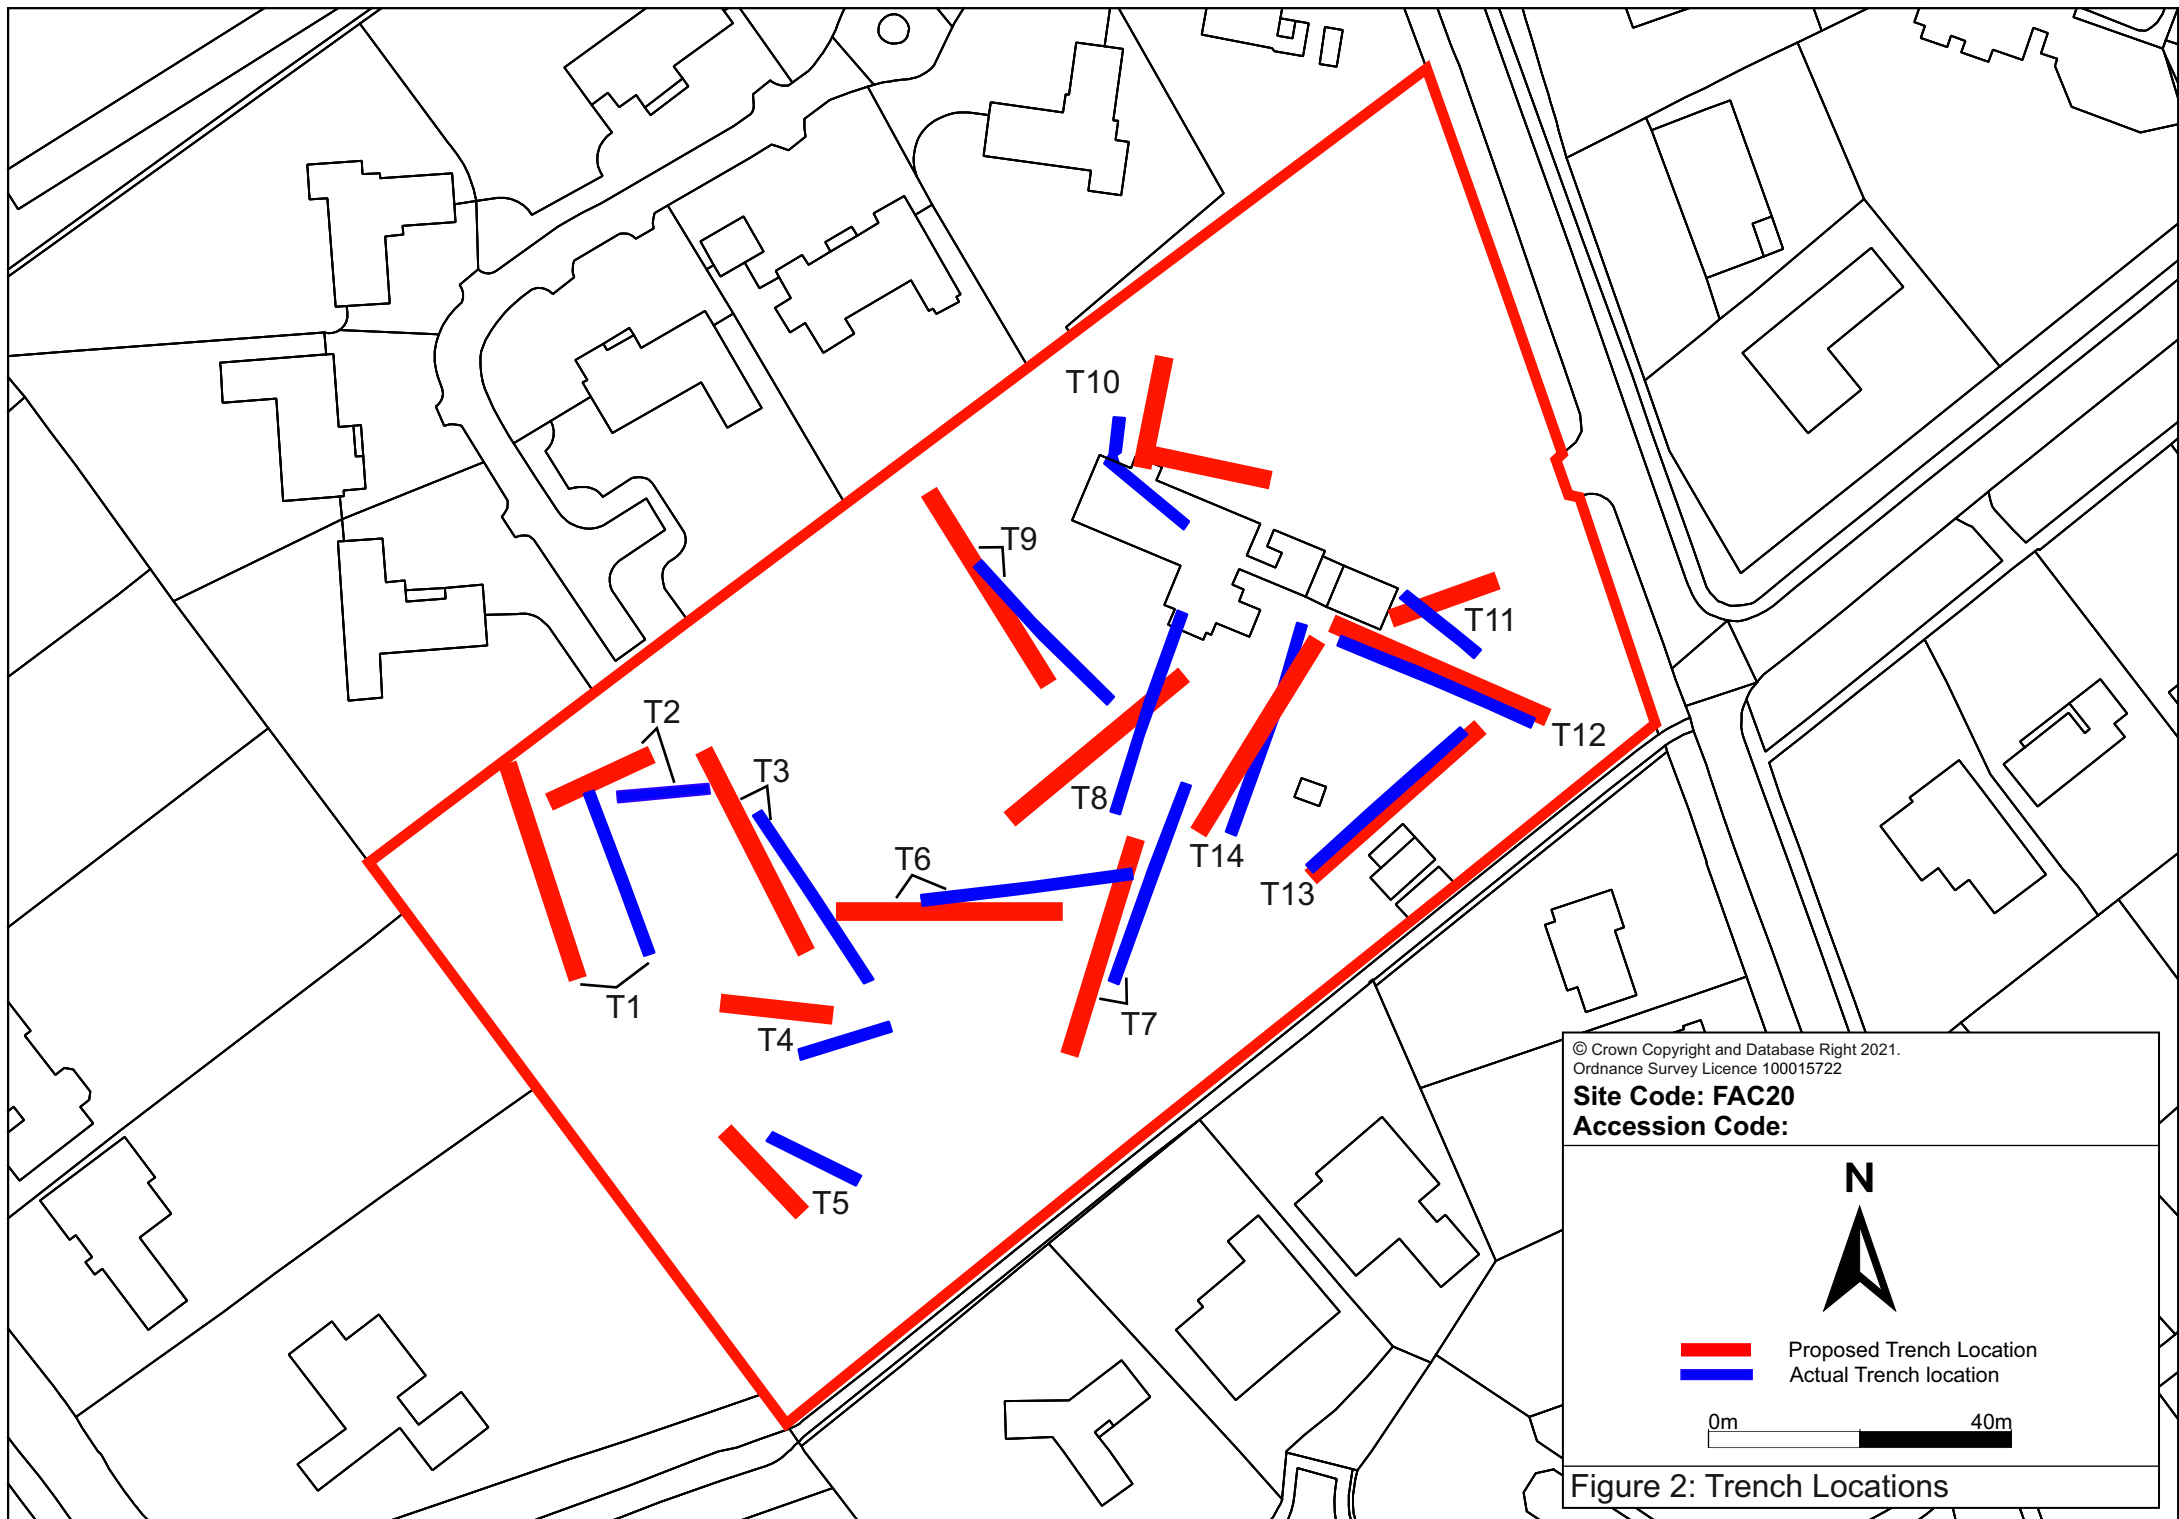 T10
T9
T11
T2
T12
T3
T8
T14
T6
T13
T1
T7
T4
T5
© Crown Copyright and Database Right 2021.
Ordnance Survey Licence 100015722
Site Code: FAC20
Accession Code:
N
Proposed Trench Location
Actual Trench location
0m 40m
Figure 2: Trench Locations